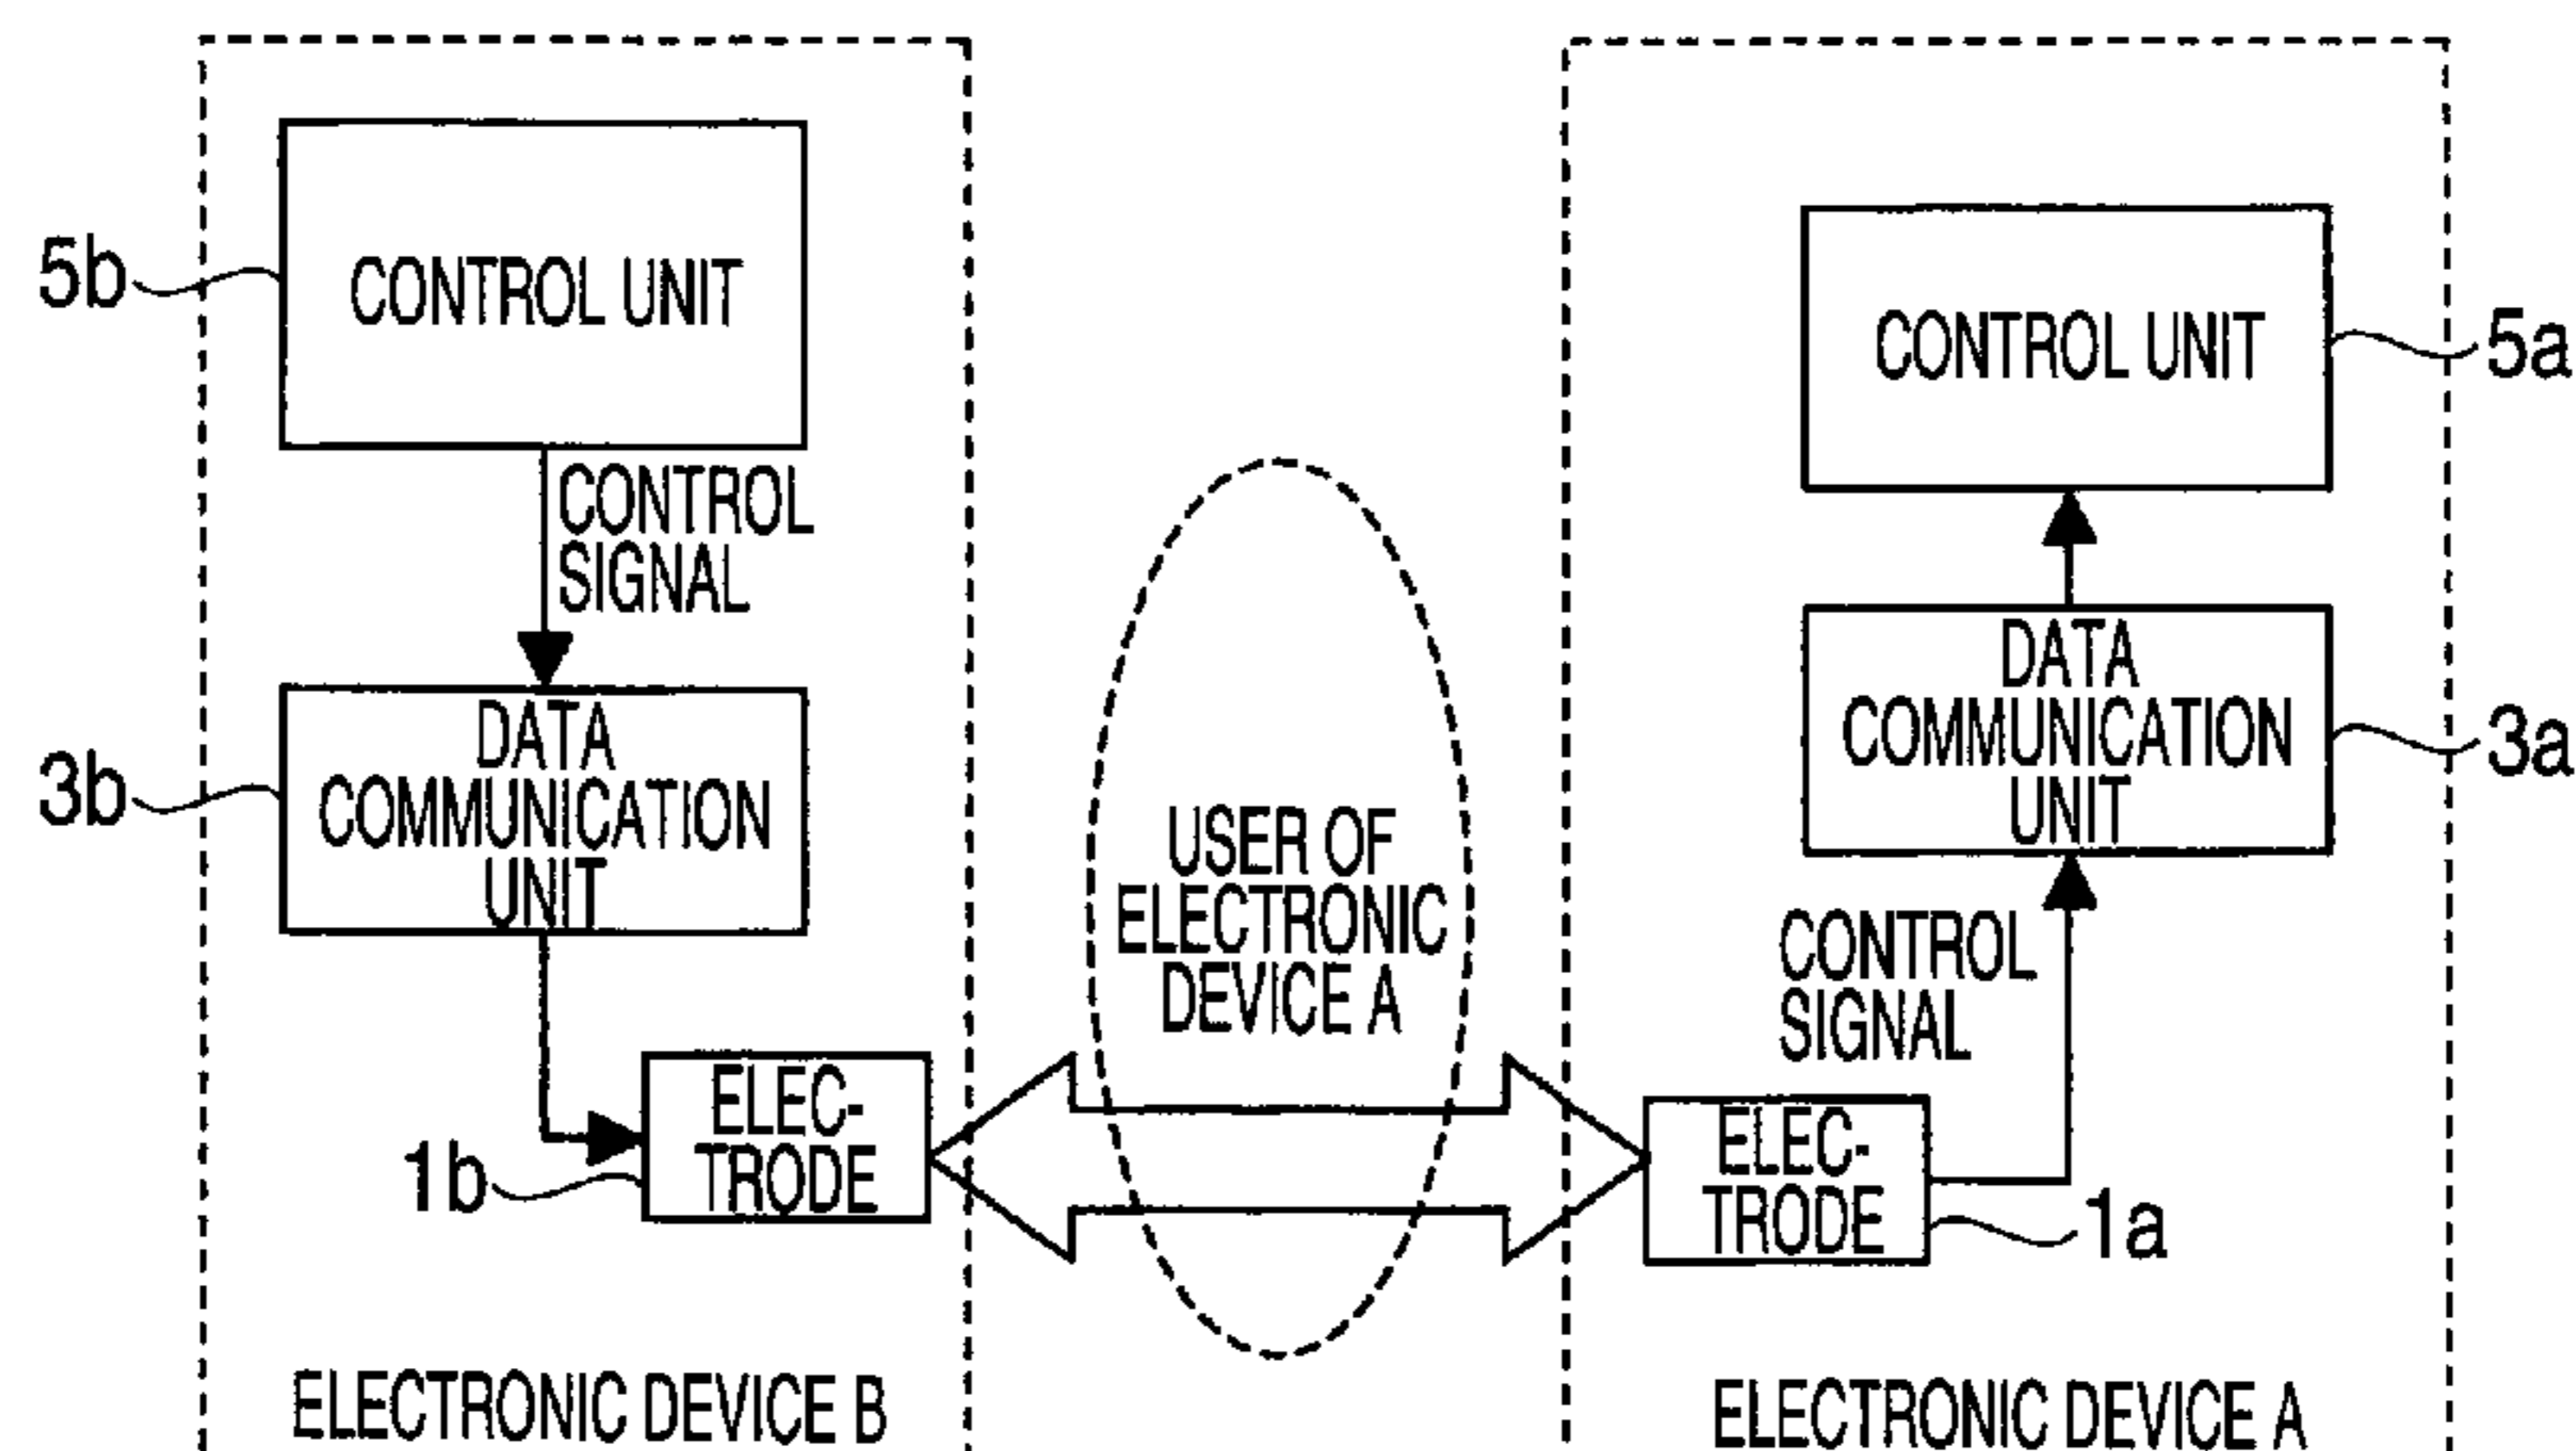 5b
CONTROL UNIT
CONTROL
SIGNAL
3b
DATA
COMMUNICATION
UNIT
1b
ELEC-
TRODE
ELECTRONIC DEVICE B
USER OF
ELECTRONIC
DEVICE A
CONTROL UNIT
5a
DATA
COMMUNICATION
UNIT
3a
CONTROL
SIGNAL
ELEC-
TRODE
1a
ELECTRONIC DEVICE A